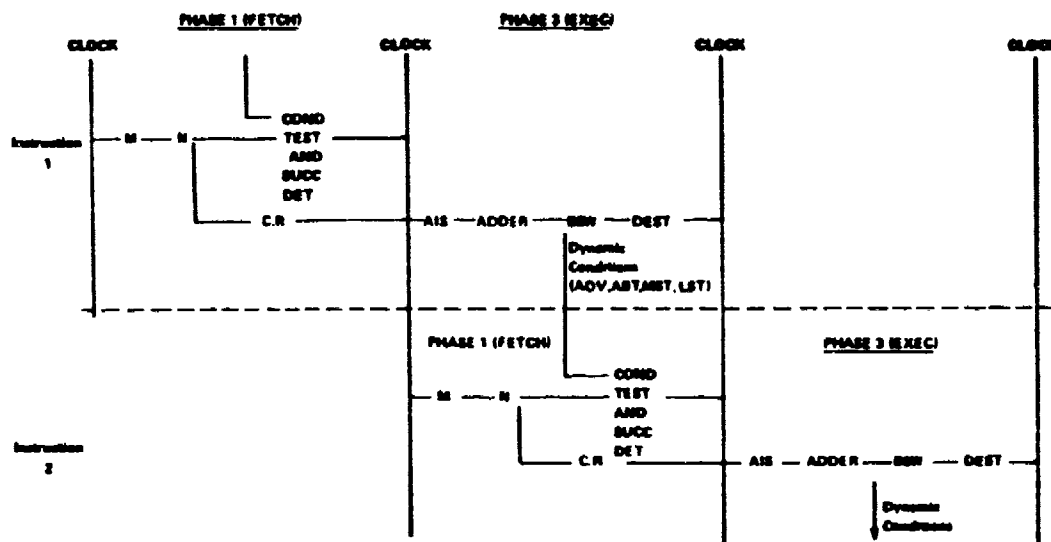 PHASE 1 (FETCH) PHASE 3 (EXEC)
CLOCK CLOCK CLOCK CLOCK
Instruction
1
M N COND
TEST
AND
SUCC
DET
C.R AIS ADDER BSW DEST
Dynamic
Conditions
(AOV, ABT, MST, LST)
PHASE 1 (FETCH) PHASE 3 (EXEC)
Instruction
2
M N COND
TEST
AND
SUCC
DET
C.R AIS ADDER BSW DEST
Dynamic
Conditions